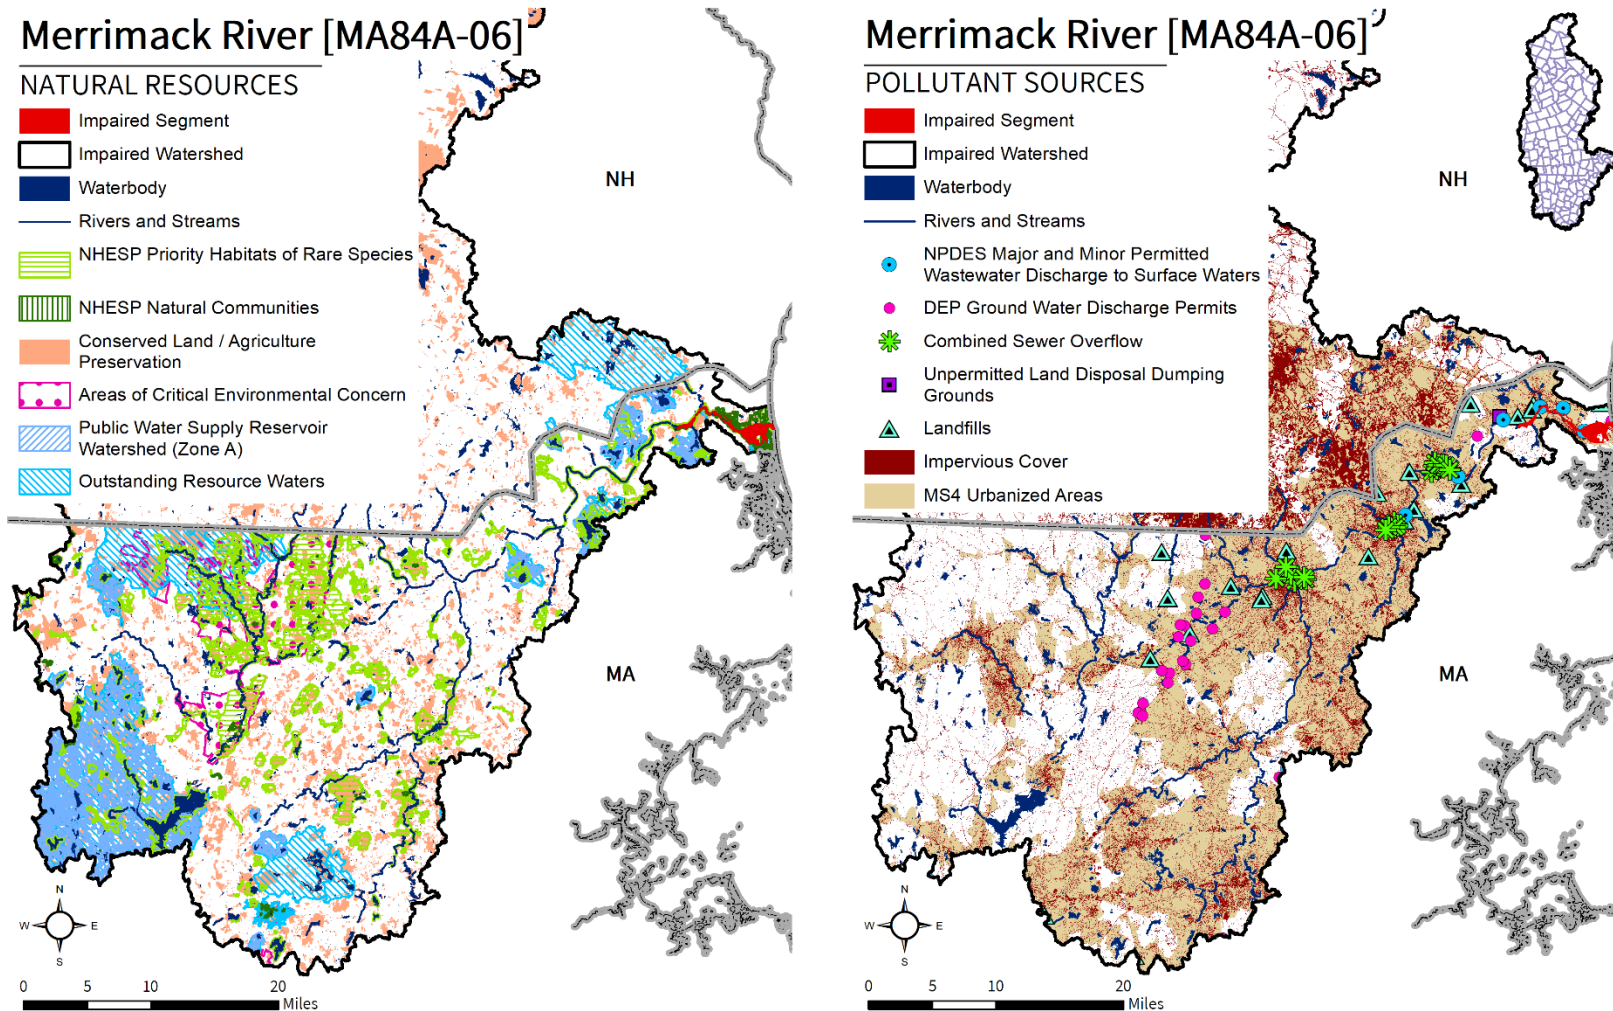 Merrimack River [MA84A-06]
NATURAL RESOURCES
Impaired Segment
Impaired Watershed
Waterbody
Rivers and Streams
NHESP Priority Habitats of Rare Species
NHESP Natural Communities
Conserved Land / Agriculture
Preservation
Areas of Critical Environmental Concern
Public Water Supply Reservoir
Watershed (Zone A)
Outstanding Resource Waters
NH
MA
N
W
E
S
0
5
10
20
Miles
Merrimack River [MA84A-06]
POLLUTANT SOURCES
Impaired Segment
Impaired Watershed
Waterbody
Rivers and Streams
NPDES Major and Minor Permitted
Wastewater Discharge to Surface Waters
DEP Ground Water Discharge Permits
Combined Sewer Overflow
Unpermitted Land Disposal Dumping
Grounds
Landfills
Impervious Cover
MS4 Urbanized Areas
NH
MA
N
W
E
S
0
5
10
20
Miles